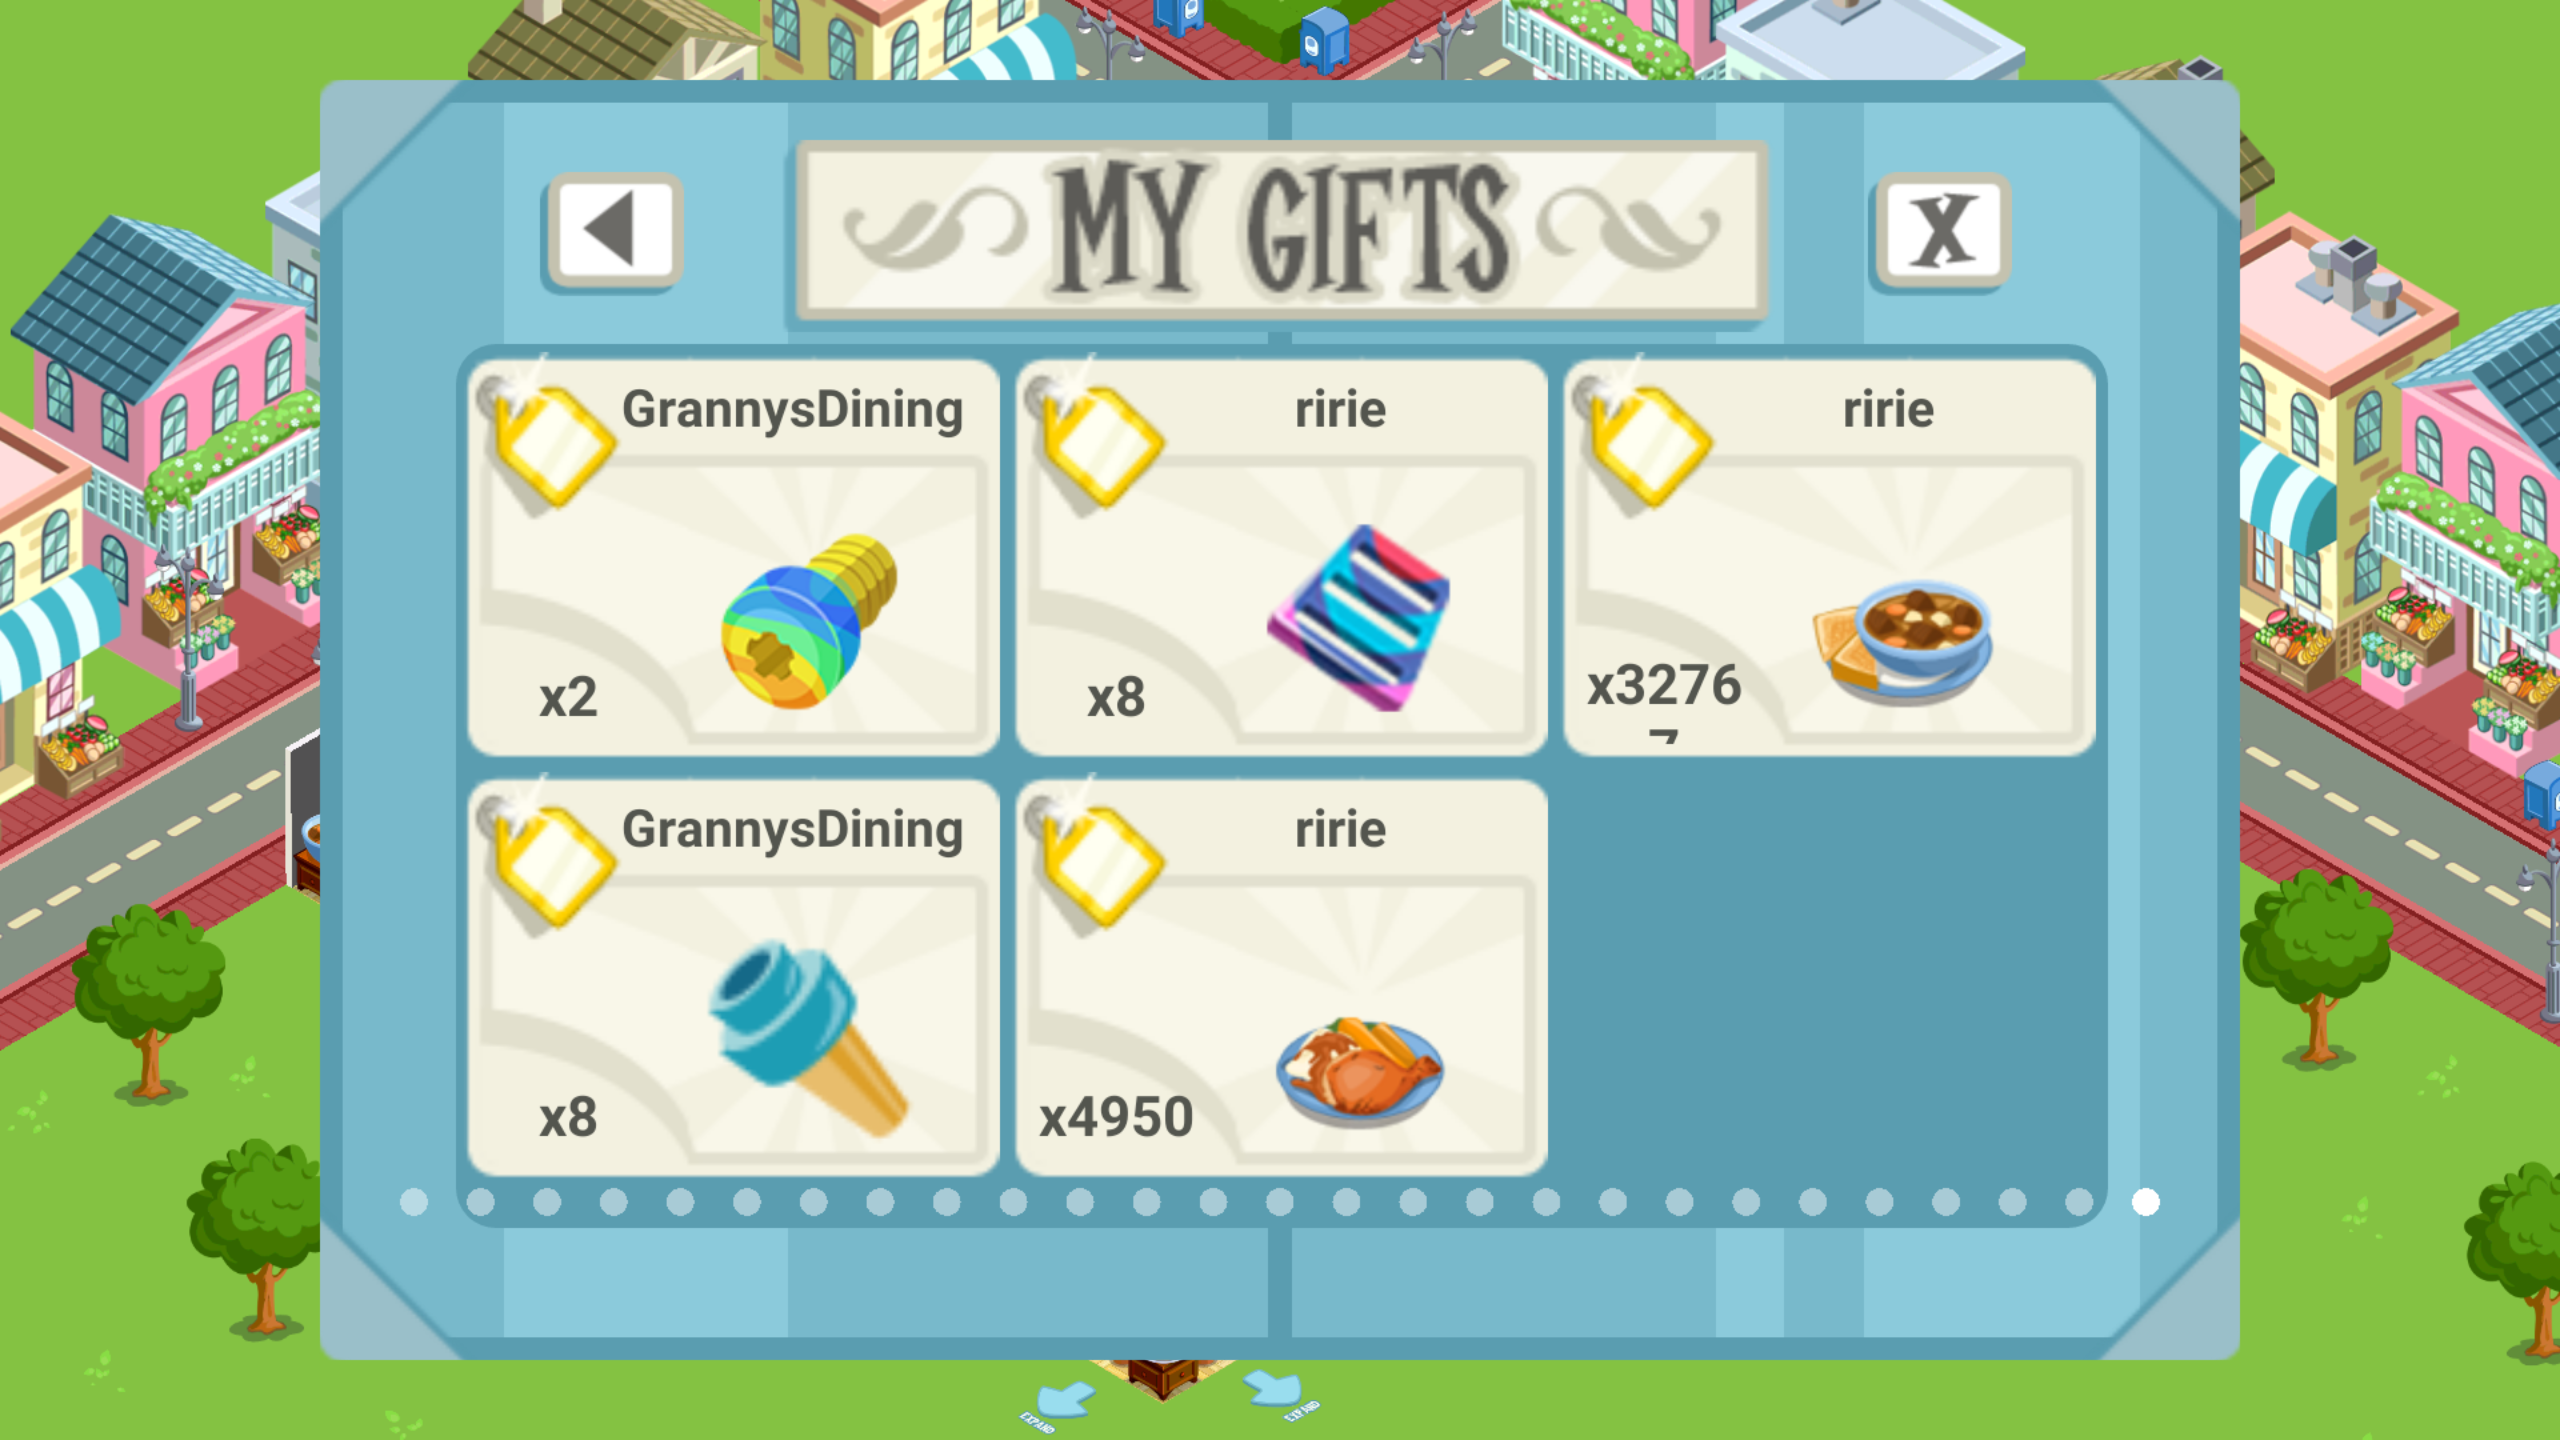 MY GIFTS
X
GrannysDining
x2
ririe
x8
ririe
x3276
7
GrannysDining
x8
ririe
x4950
EXPAND
EXPAND